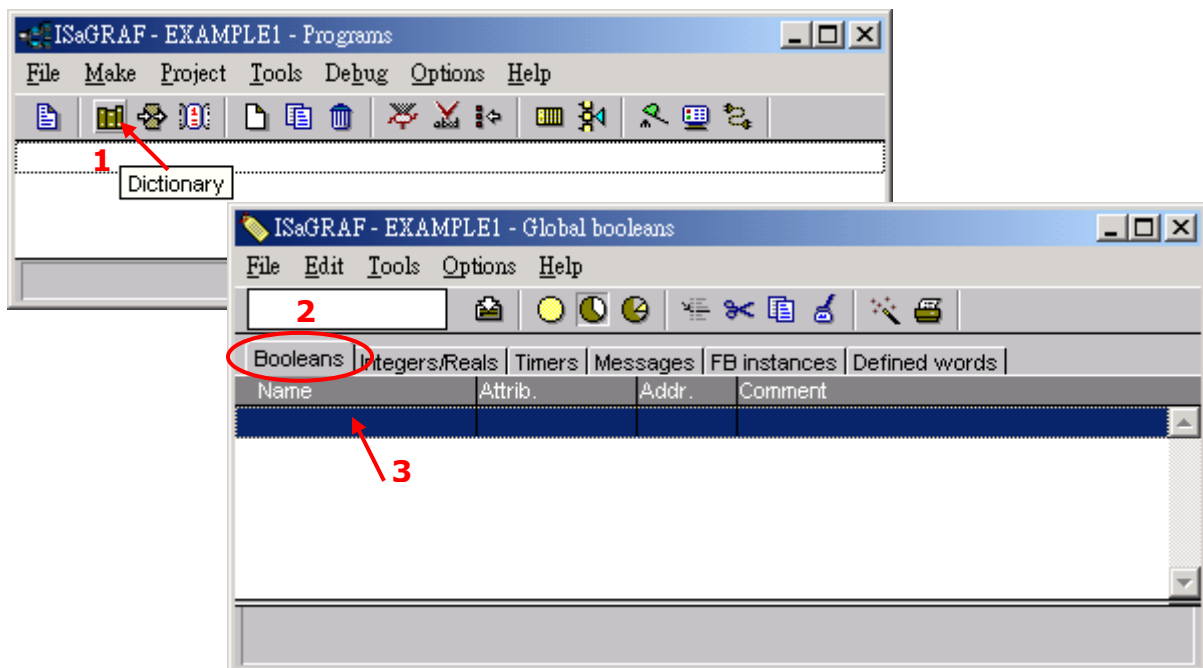 ISaGRAF - EXAMPLE1 - Programs
File Make Project Tools Debug Options Help
1
Dictionary
ISaGRAF - EXAMPLE1 - Global booleans
File Edit Tools Options Help
2
Booleans Integers/Reals Timers Messages FB instances Defined words
Name Attrib. Addr. Comment
3